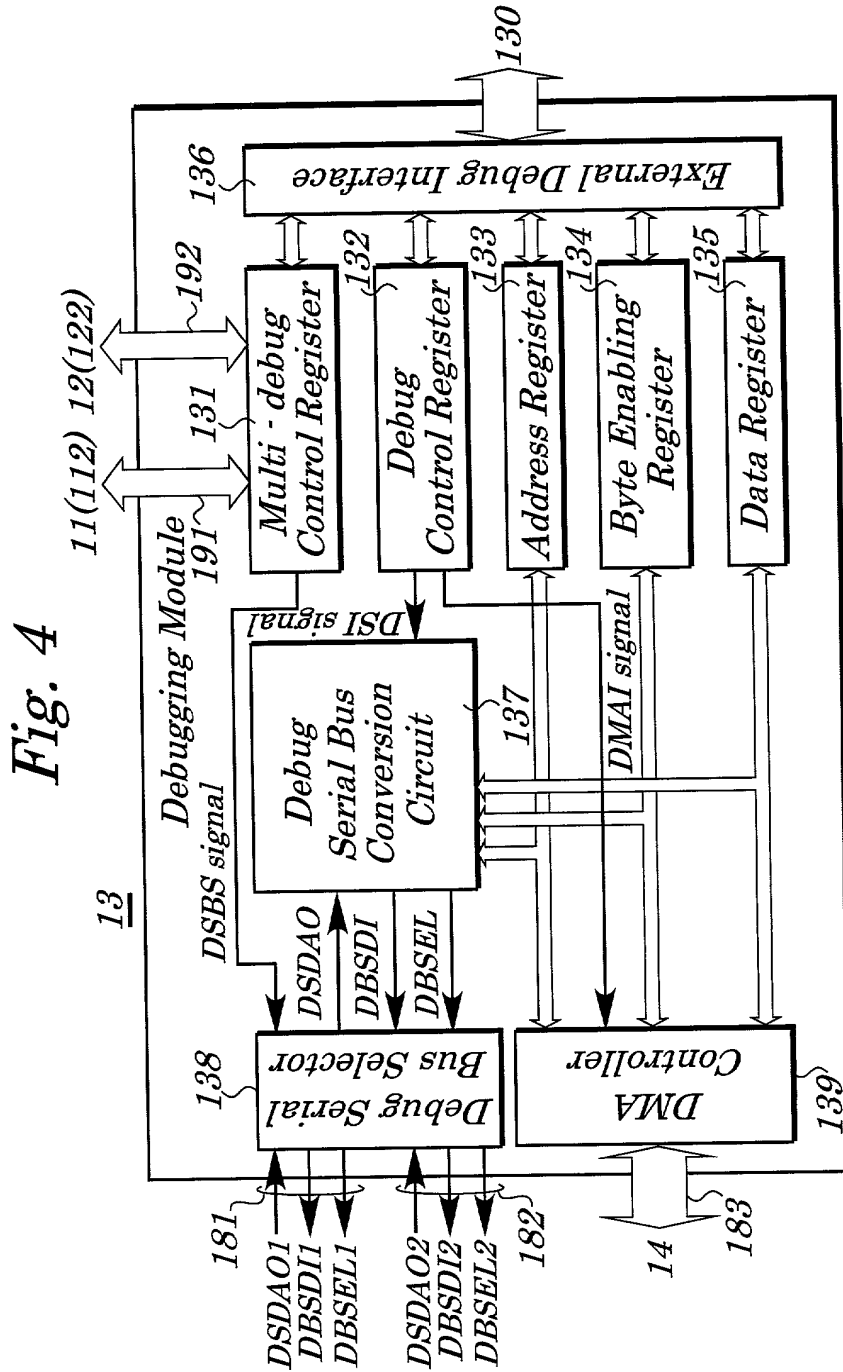 Fig. 4
13
Debugging Module
11(112)
12(122)
191
192
DSBS signal
131
Multi - debug
Control Register
136
External Debug Interface
130
132
Debug
Control Register
DSI signal
133
Address Register
134
Byte Enabling
Register
135
Data Register
Debug
Serial Bus
Conversion
Circuit
137
DMAI signal
138
Debug Serial
Bus Selector
DSDAO
DBSDI
DBSEL
181
DSDAO1
DBSDI1
DBSEL1
182
DSDAO2
DBSDI2
DBSEL2
DMA
Controller
139
14
183